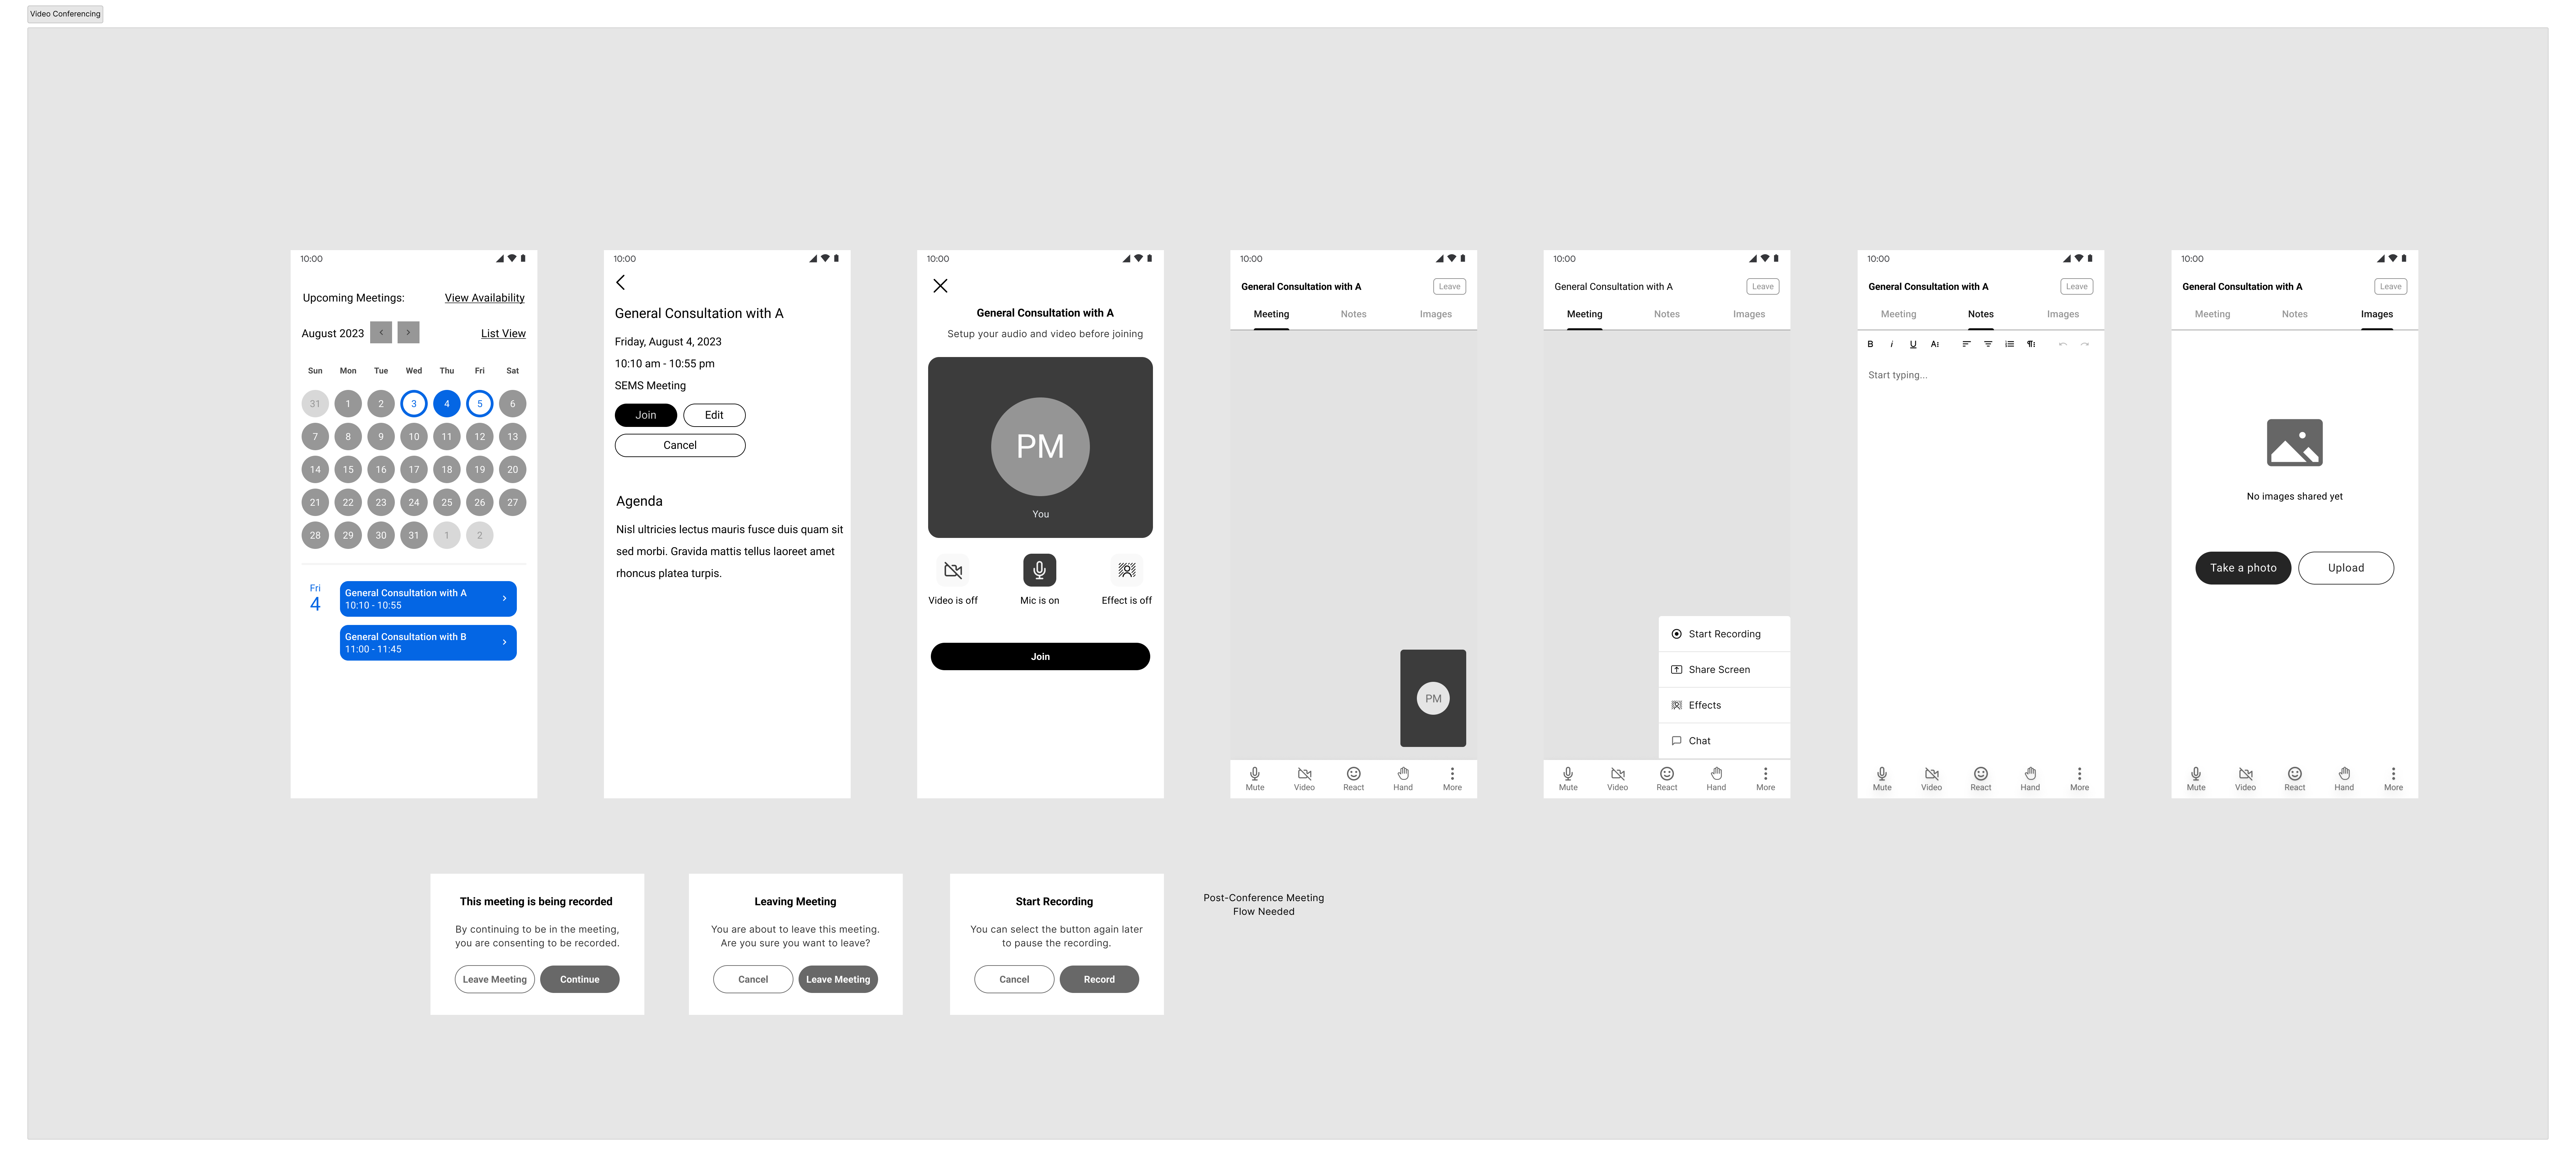 Video Conferencing
10:00
Upcoming Meetings: View Availability
August 2023 List View
Sun Mon Tue Wed Thu Fri Sat
31 1 2 3 4 5 6
7 8 9 10 11 12 13
14 15 16 17 18 19 20
21 22 23 24 25 26 27
28 29 30 31 1 2
Fri
4
General Consultation with A
10:10 - 10:55
General Consultation with B
11:00 - 11:45
10:00
General Consultation with A
Friday, August 4, 2023
10:10 am - 10:55 pm
SEMS Meeting
Join Edit
Cancel
Agenda
Nisl ultricies lectus mauris fusce duis quam sit
sed morbi. Gravida mattis tellus laoreet amet
rhoncus platea turpis.
10:00
General Consultation with A
Setup your audio and video before joining
PM
You
Video is off Mic is on Effect is off
Join
10:00
General Consultation with A Leave
Meeting Notes Images
PM
Mute Video React Hand More
10:00
General Consultation with A Leave
Meeting Notes Images
Start Recording
Share Screen
Effects
Chat
Mute Video React Hand More
10:00
General Consultation with A Leave
Meeting Notes Images
B i U A
Start typing...
Mute Video React Hand More
10:00
General Consultation with A Leave
Meeting Notes Images
No images shared yet
Take a photo Upload
Mute Video React Hand More
This meeting is being recorded
By continuing to be in the meeting,
you are consenting to be recorded.
Leave Meeting Continue
Leaving Meeting
You are about to leave this meeting.
Are you sure you want to leave?
Cancel Leave Meeting
Start Recording
You can select the button again later
to pause the recording.
Cancel Record
Post-Conference Meeting
Flow Needed